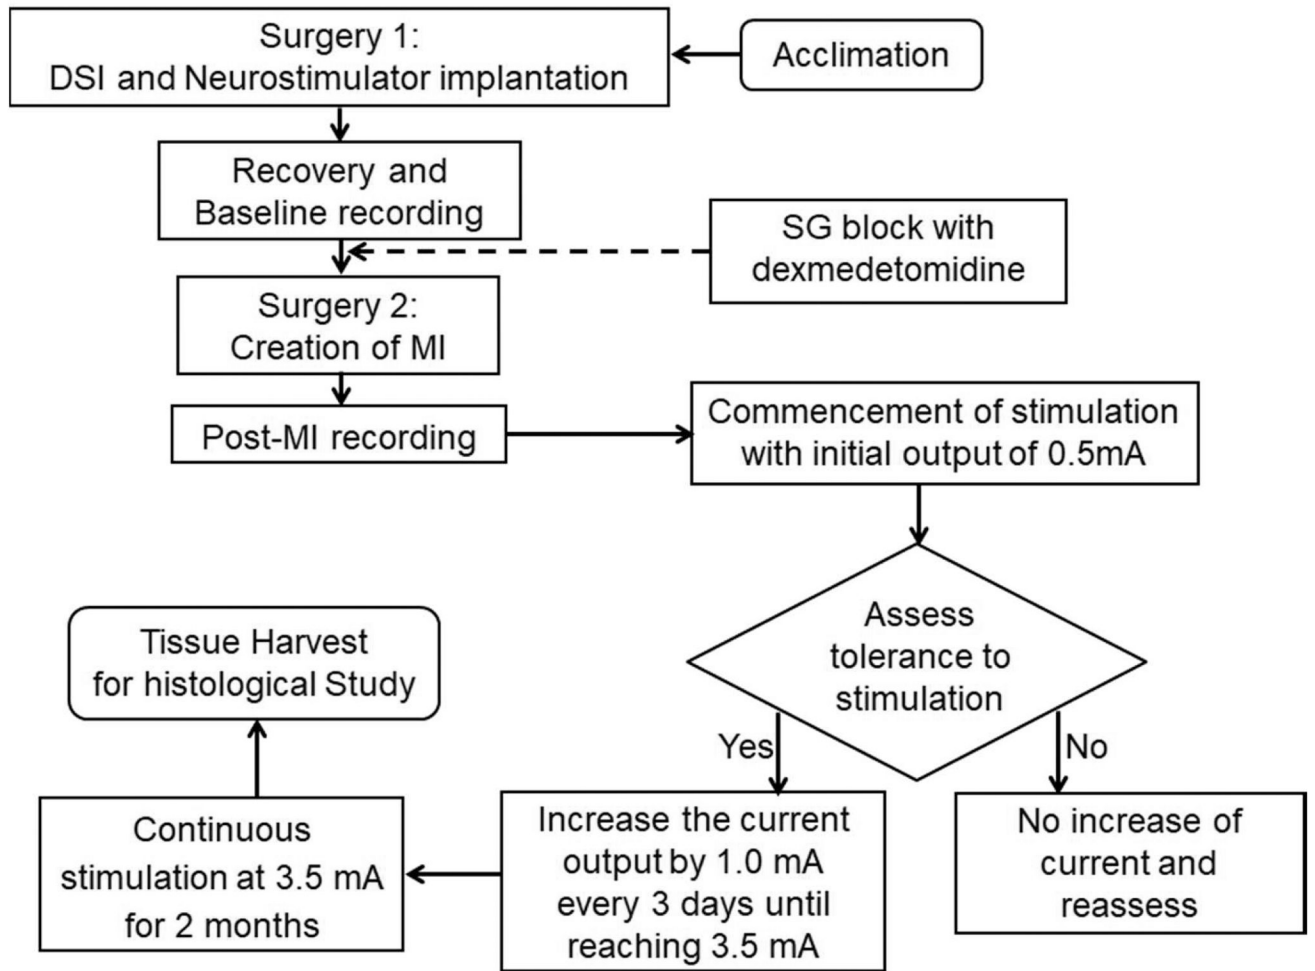 Surgery 1:
DSI and Neurostimulator implantation
Acclimation
Recovery and
Baseline recording
SG block with
dexmedetomidine
Surgery 2:
Creation of MI
Post-MI recording
Commencement of stimulation
with initial output of 0.5mA
Assess
tolerance to
stimulation
Yes
No
Increase the current
output by 1.0 mA
every 3 days until
reaching 3.5 mA
No increase of
current and
reassess
Continuous
stimulation at 3.5 mA
for 2 months
Tissue Harvest
for histological Study